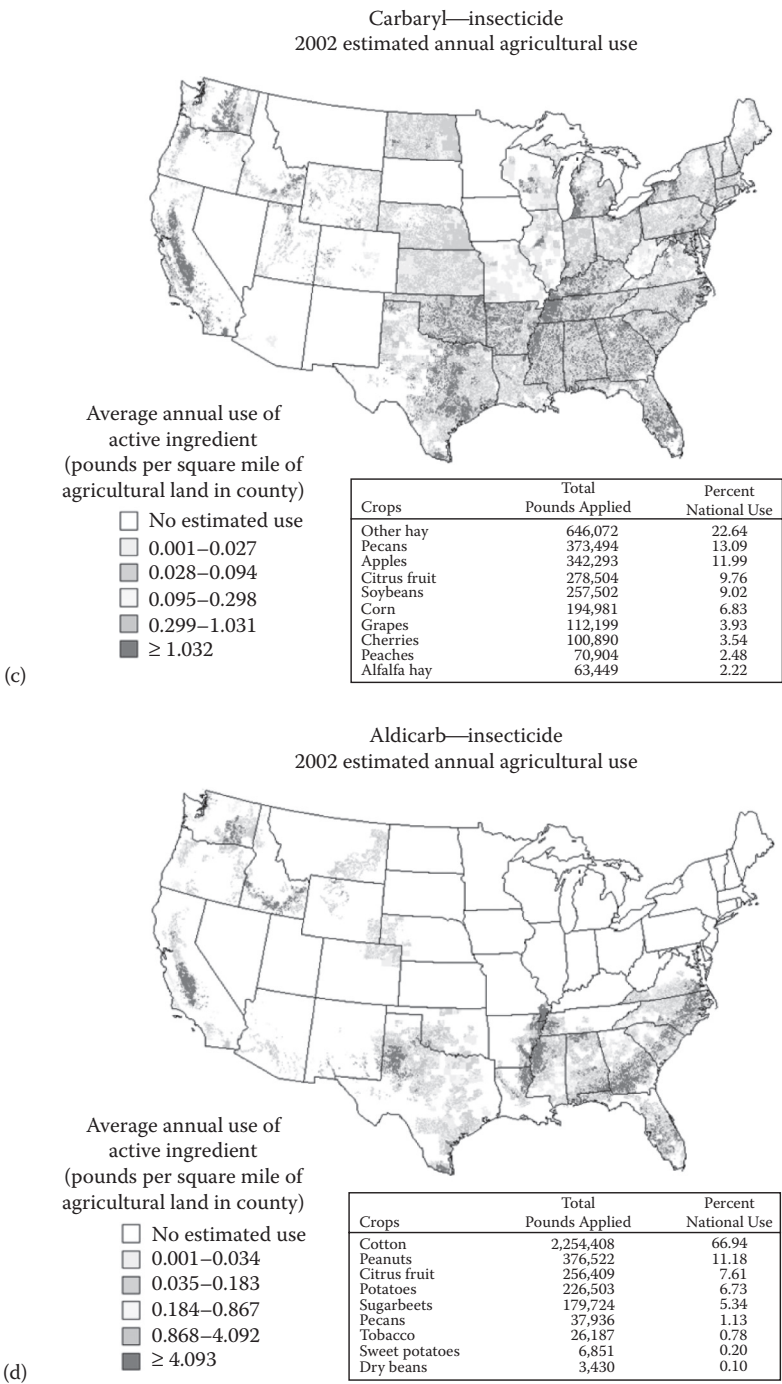 Carbaryl—insecticide
2002 estimated annual agricultural use
Average annual use of
active ingredient
(pounds per square mile of
agricultural land in county)
No estimated use
0.001–0.027
0.028–0.094
0.095–0.298
0.299–1.031
≥ 1.032
Crops Total Pounds Applied Percent National Use
Other hay 646,072 22.64
Pecans 373,494 13.09
Apples 342,293 11.99
Citrus fruit 278,504 9.76
Soybeans 257,502 9.02
Corn 194,981 6.83
Grapes 112,199 3.93
Cherries 100,890 3.54
Peaches 70,904 2.48
Alfalfa hay 63,449 2.22
(c)
Aldicarb—insecticide
2002 estimated annual agricultural use
Average annual use of
active ingredient
(pounds per square mile of
agricultural land in county)
No estimated use
0.001–0.034
0.035–0.183
0.184–0.867
0.868–4.092
≥ 4.093
Crops Total Pounds Applied Percent National Use
Cotton 2,254,408 66.94
Peanuts 376,522 11.18
Citrus fruit 256,409 7.61
Potatoes 226,503 6.73
Sugarbeets 179,724 5.34
Pecans 37,936 1.13
Tobacco 26,187 0.78
Sweet potatoes 6,851 0.20
Dry beans 3,430 0.10
(d)